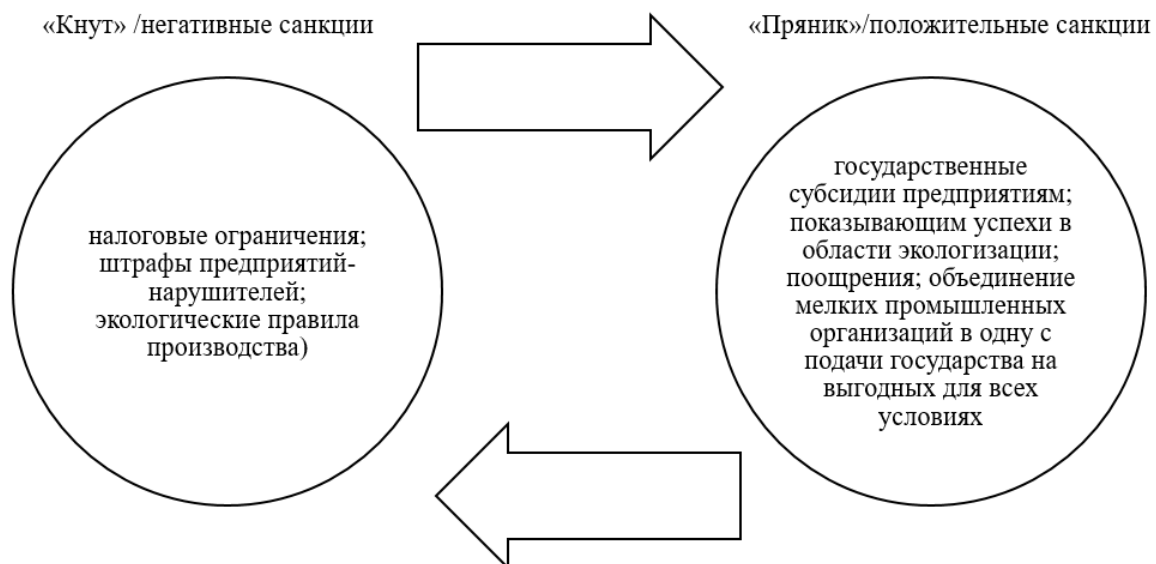 «Кнут» /негативные санкции
«Пряник»/положительные санкции
налоговые ограничения;
штрафы предприятий-
нарушителей;
экологические правила
производства)
государственные
субсидии предприятиям;
показывающим успехи в
области экологизации;
поощрения; объединение
мелких промышленных
организаций в одну с
подачи государства на
выгодных для всех
условиях